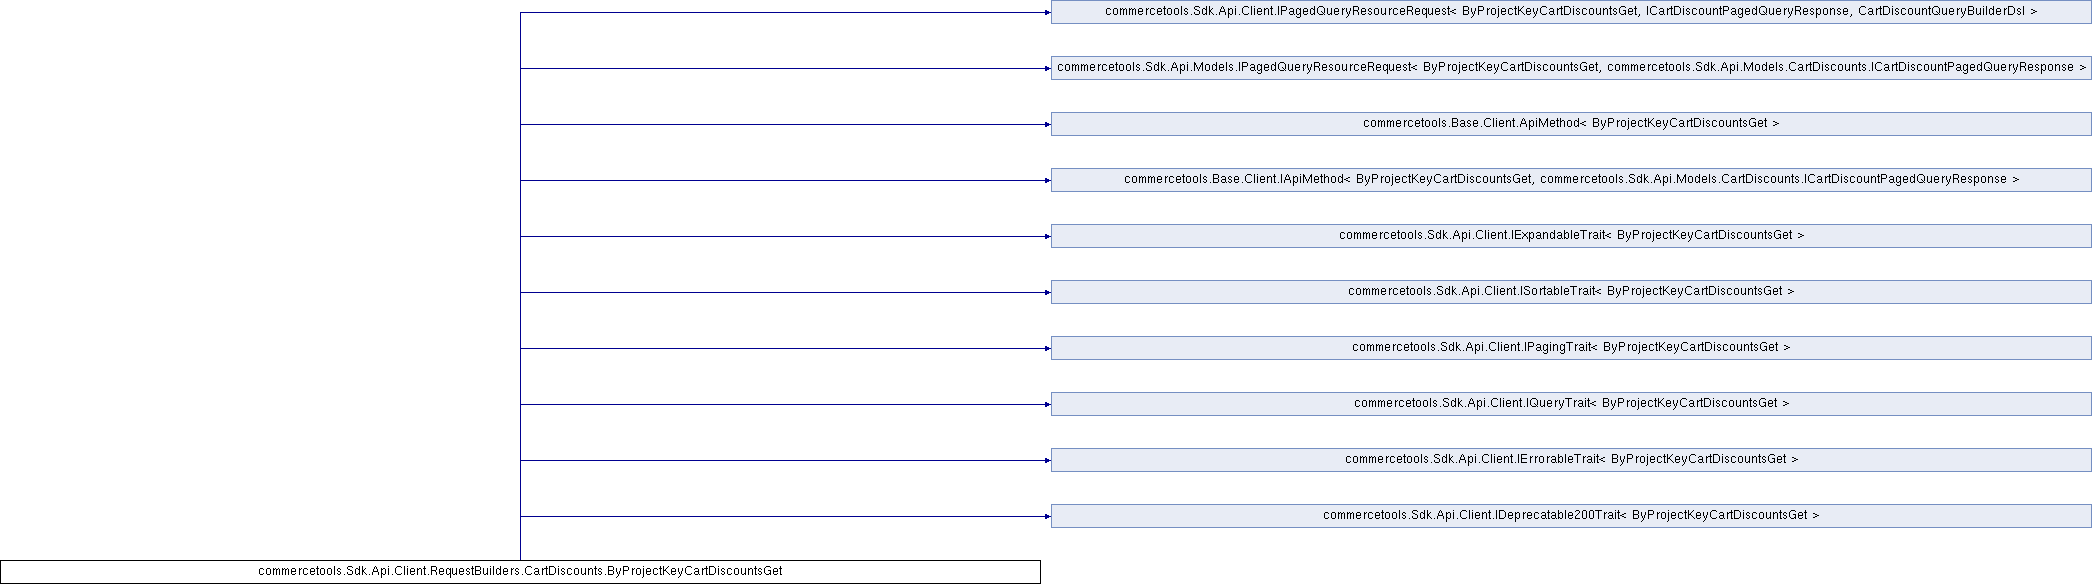 commercetools.Sdk.Api.Client.IPagedQueryResourceRequest< ByProjectKeyCartDiscountsGet, ICartDiscountPagedQueryResponse, CartDiscountQueryBuilderDsl >
commercetools.Sdk.Api.Models.IPagedQueryResourceRequest< ByProjectKeyCartDiscountsGet, commercetools.Sdk.Api.Models.CartDiscounts.ICartDiscountPagedQueryResponse >
commercetools.Base.Client.ApiMethod< ByProjectKeyCartDiscountsGet >
commercetools.Base.Client.IApiMethod< ByProjectKeyCartDiscountsGet, commercetools.Sdk.Api.Models.CartDiscounts.ICartDiscountPagedQueryResponse >
commercetools.Sdk.Api.Client.IExpandableTrait< ByProjectKeyCartDiscountsGet >
commercetools.Sdk.Api.Client.ISortableTrait< ByProjectKeyCartDiscountsGet >
commercetools.Sdk.Api.Client.IPagingTrait< ByProjectKeyCartDiscountsGet >
commercetools.Sdk.Api.Client.IQueryTrait< ByProjectKeyCartDiscountsGet >
commercetools.Sdk.Api.Client.IErrorableTrait< ByProjectKeyCartDiscountsGet >
commercetools.Sdk.Api.Client.IDeprecatable200Trait< ByProjectKeyCartDiscountsGet >
commercetools.Sdk.Api.Client.RequestBuilders.CartDiscounts.ByProjectKeyCartDiscountsGet